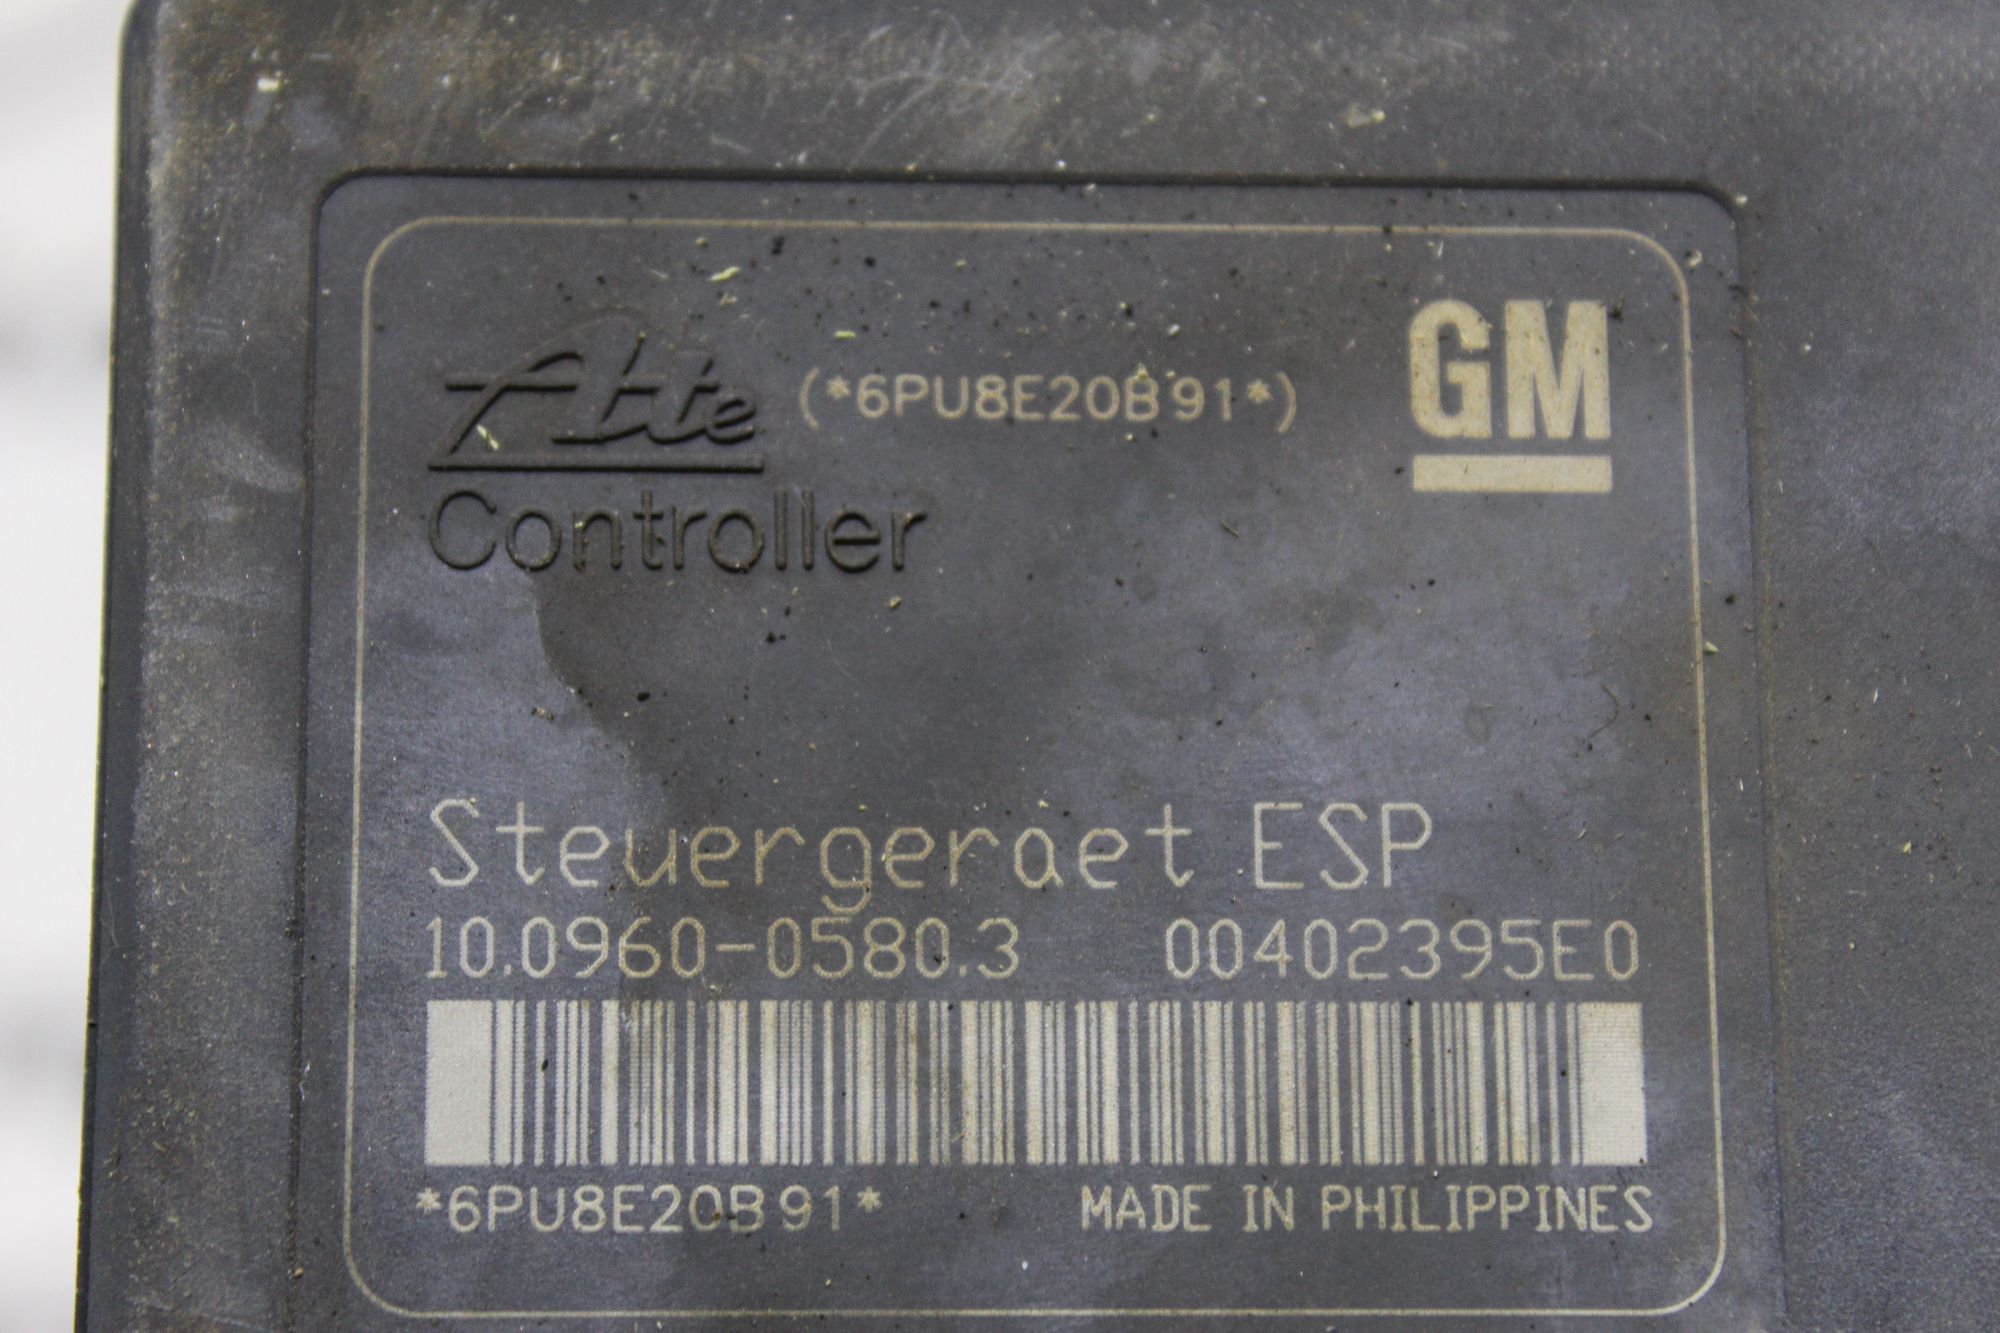 Ate (*6PU8E20B91*) GM
Controller
Steuergeraet ESP
10.0960-0580.3 00402395E0
*6PU8E20B91* MADE IN PHILIPPINES